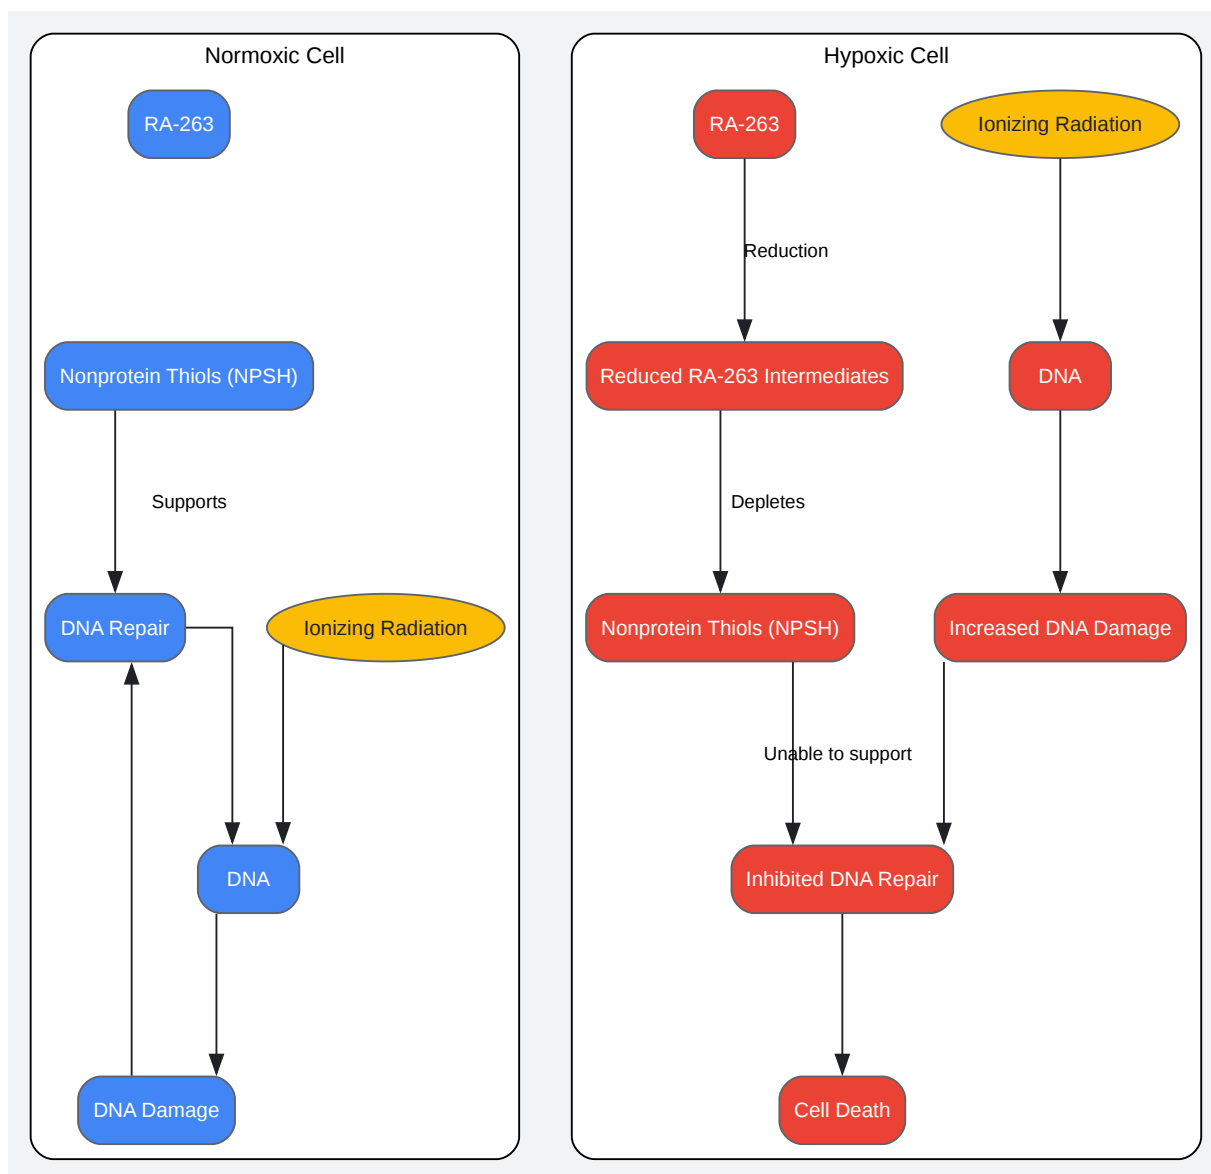 Normoxic Cell
RA-263
Nonprotein Thiols (NPSH)
Supports
DNA Repair
Ionizing Radiation
DNA
DNA Damage
Hypoxic Cell
RA-263
Ionizing Radiation
Reduction
Reduced RA-263 Intermediates
DNA
Depletes
Nonprotein Thiols (NPSH)
Increased DNA Damage
Unable to support
Inhibited DNA Repair
Cell Death